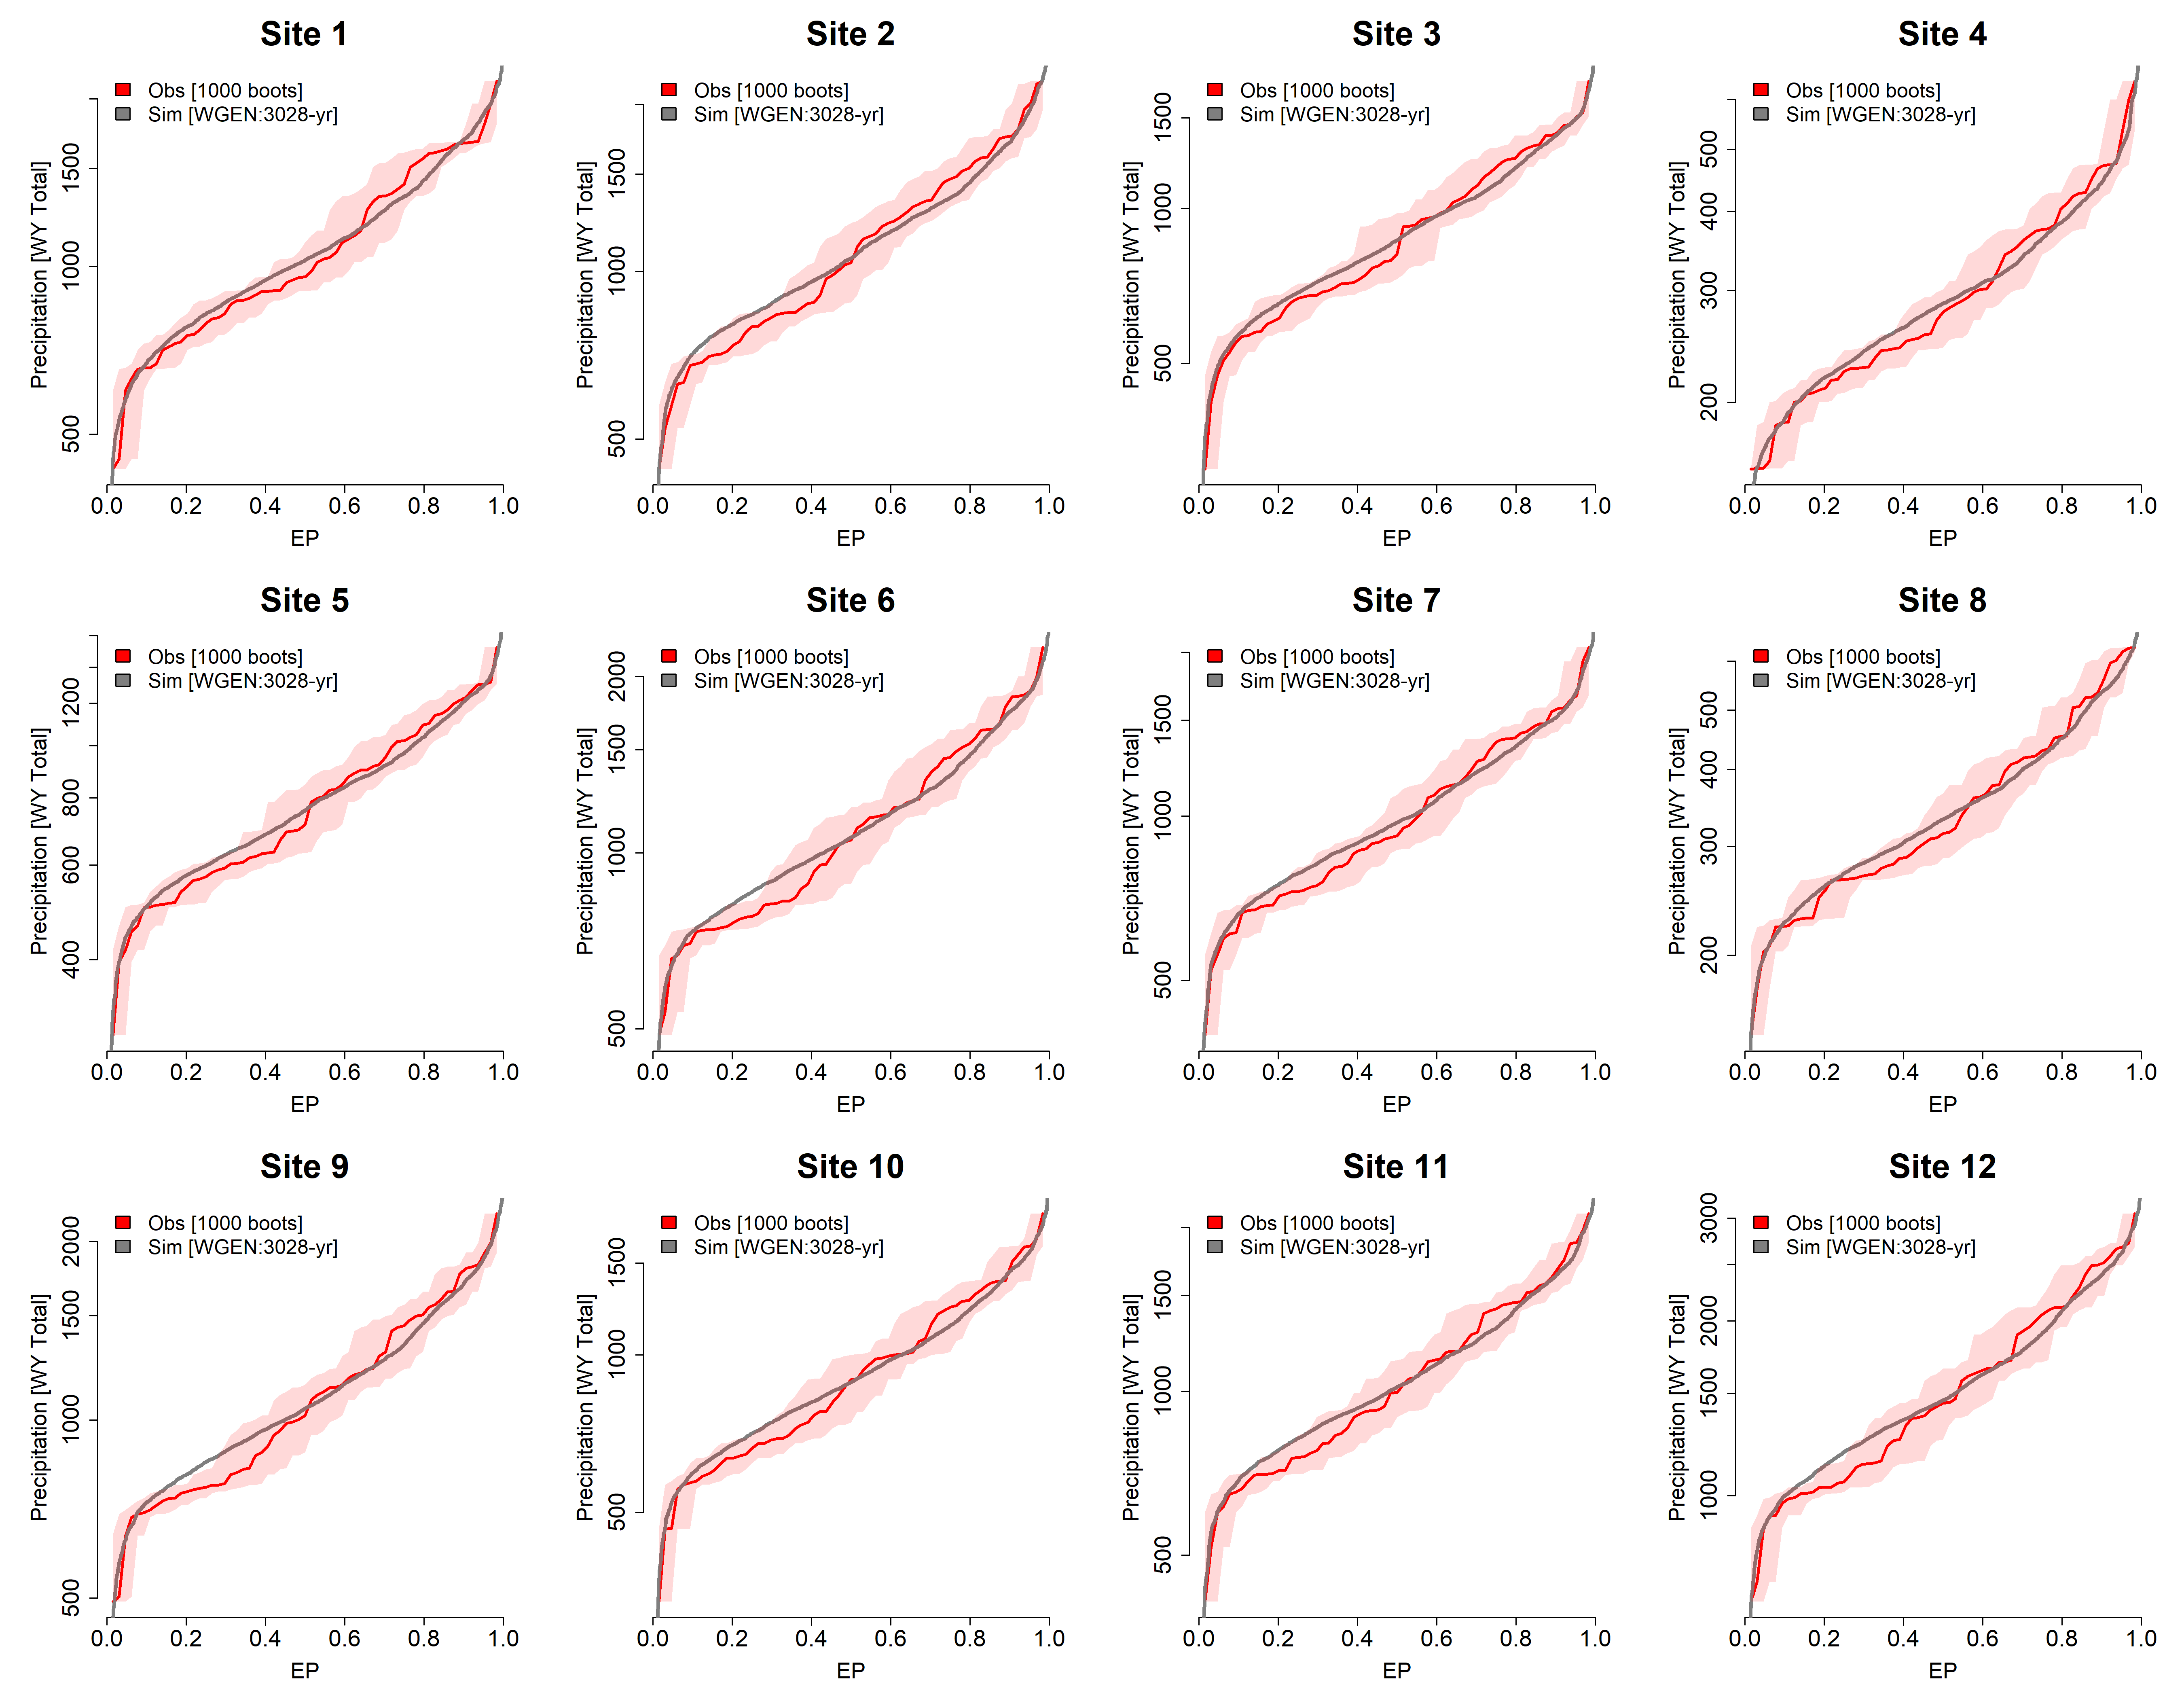 Site 1
Obs [1000 boots]
Sim [WGEN:3028-yr]
Precipitation [WY Total]
1500
1000
500
0.0 0.2 0.4 0.6 0.8 1.0
EP
Site 2
Obs [1000 boots]
Sim [WGEN:3028-yr]
Precipitation [WY Total]
1500
1000
500
0.0 0.2 0.4 0.6 0.8 1.0
EP
Site 3
Obs [1000 boots]
Sim [WGEN:3028-yr]
Precipitation [WY Total]
1500
1000
500
0.0 0.2 0.4 0.6 0.8 1.0
EP
Site 4
Obs [1000 boots]
Sim [WGEN:3028-yr]
Precipitation [WY Total]
500
400
300
200
0.0 0.2 0.4 0.6 0.8 1.0
EP
Site 5
Obs [1000 boots]
Sim [WGEN:3028-yr]
Precipitation [WY Total]
1200
800
600
400
0.0 0.2 0.4 0.6 0.8 1.0
EP
Site 6
Obs [1000 boots]
Sim [WGEN:3028-yr]
Precipitation [WY Total]
2000
1500
1000
500
0.0 0.2 0.4 0.6 0.8 1.0
EP
Site 7
Obs [1000 boots]
Sim [WGEN:3028-yr]
Precipitation [WY Total]
1500
1000
500
0.0 0.2 0.4 0.6 0.8 1.0
EP
Site 8
Obs [1000 boots]
Sim [WGEN:3028-yr]
Precipitation [WY Total]
500
400
300
200
0.0 0.2 0.4 0.6 0.8 1.0
EP
Site 9
Obs [1000 boots]
Sim [WGEN:3028-yr]
Precipitation [WY Total]
2000
1500
1000
500
0.0 0.2 0.4 0.6 0.8 1.0
EP
Site 10
Obs [1000 boots]
Sim [WGEN:3028-yr]
Precipitation [WY Total]
1500
1000
500
0.0 0.2 0.4 0.6 0.8 1.0
EP
Site 11
Obs [1000 boots]
Sim [WGEN:3028-yr]
Precipitation [WY Total]
1500
1000
500
0.0 0.2 0.4 0.6 0.8 1.0
EP
Site 12
Obs [1000 boots]
Sim [WGEN:3028-yr]
Precipitation [WY Total]
3000
2000
1500
1000
0.0 0.2 0.4 0.6 0.8 1.0
EP